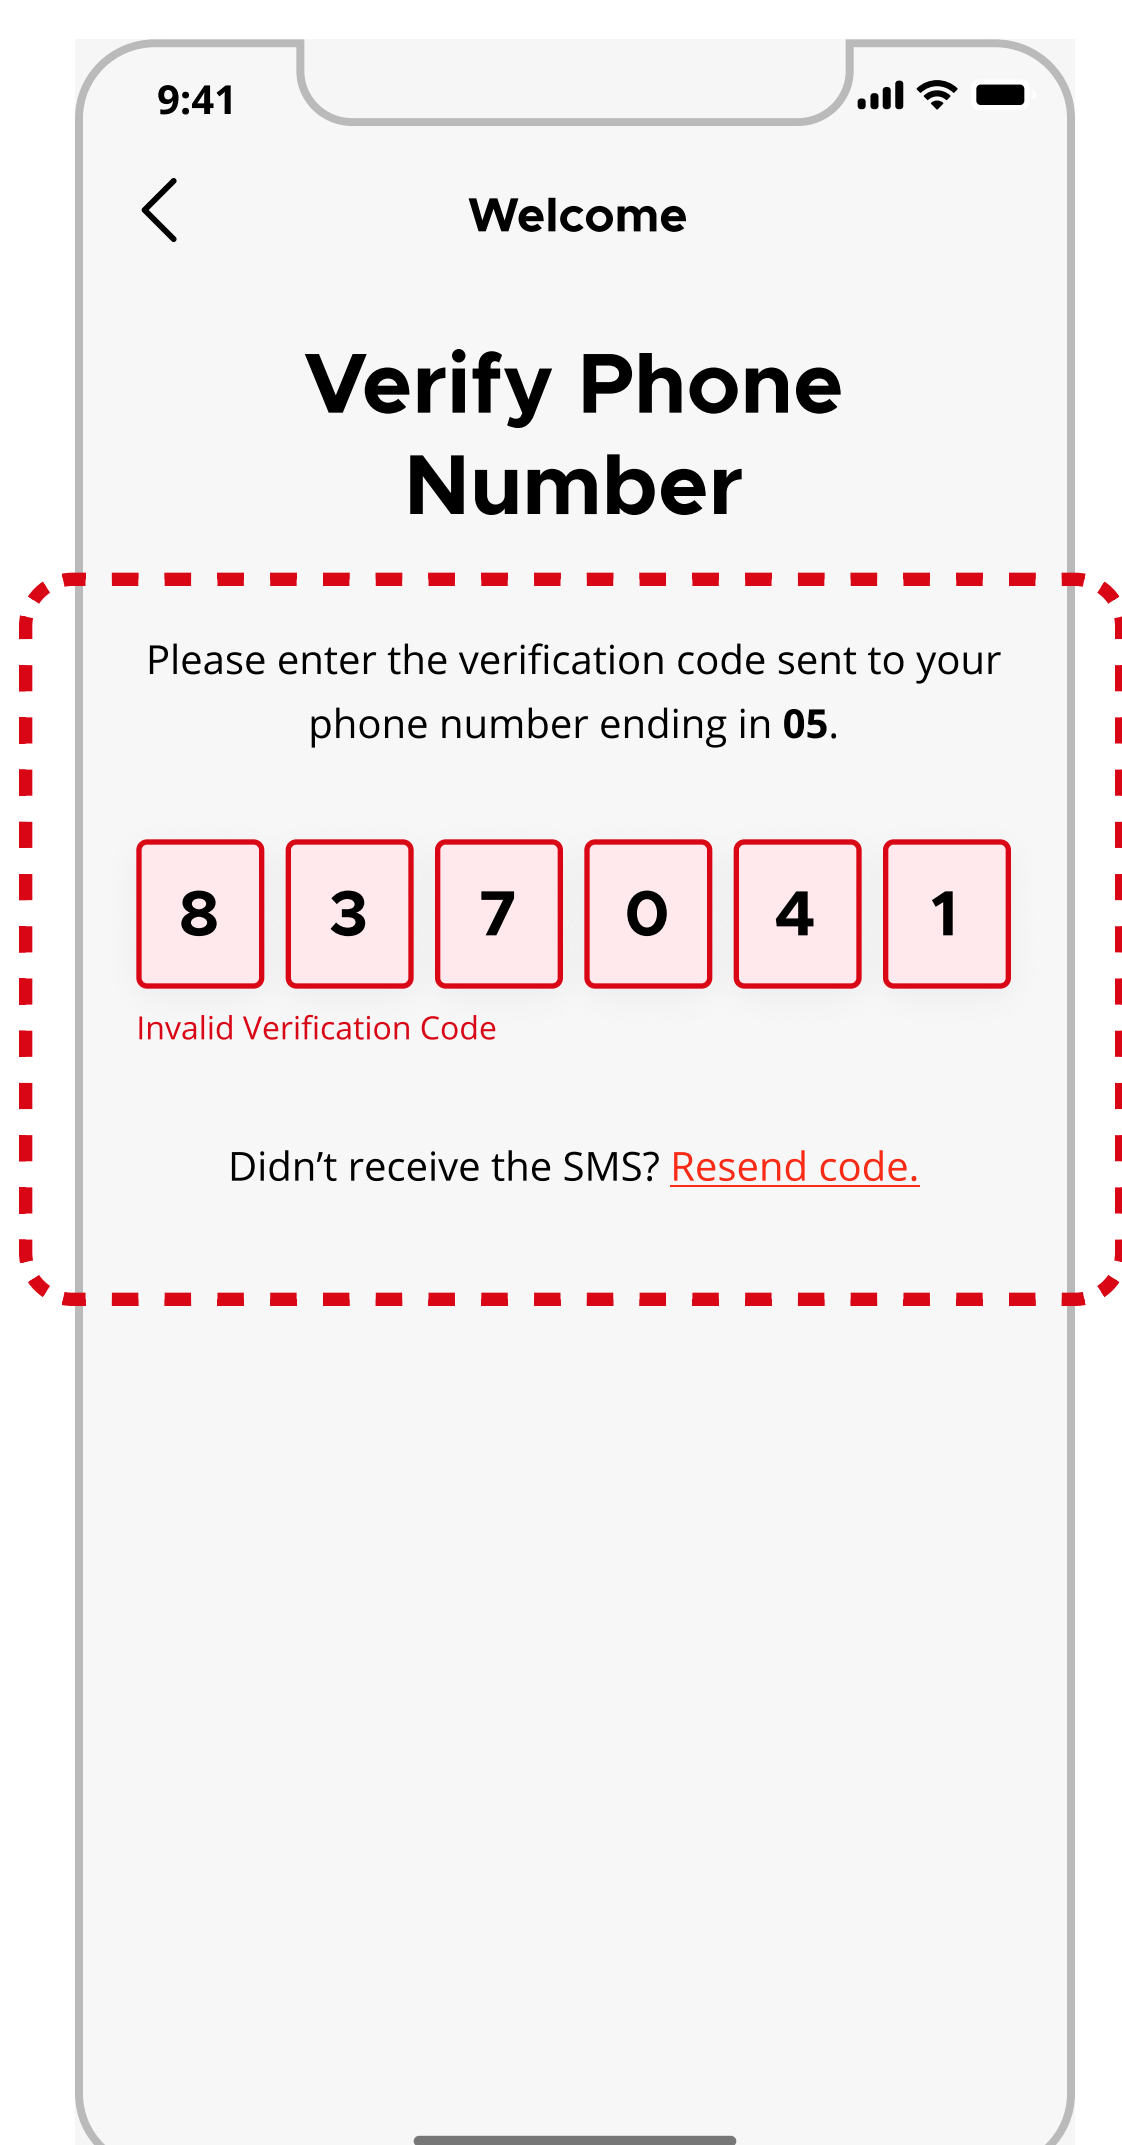 9:41
Welcome
Verify Phone
Number
Please enter the verification code sent to your
phone number ending in 05.
8 3 7 0 4 1
Invalid Verification Code
Didn’t receive the SMS? Resend code.